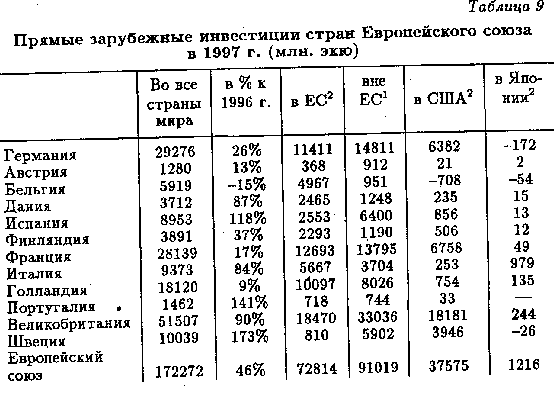 Таблица 9
Прямые зарубежные инвестиции стран Европейского союза
в 1997 г. (млн. экю)
Во все страны мира | в % к 1996 г. | в ЕС² | вне ЕС¹ | в США² | в Япо-нии²
Германия 29276 26% 11411 14811 6382 -172
Австрия 1280 13% 368 912 21 2
Бельгия 5919 -15% 4967 951 -708 -54
Дания 3712 87% 2465 1248 235 15
Испания 8953 118% 2553 6400 856 13
Финляндия 3891 37% 2293 1190 506 12
Франция 28139 17% 12693 13795 6758 49
Италия 9373 84% 5667 3704 253 979
Голландия 18120 9% 10097 8026 754 135
Португалия 1462 141% 718 744 33 —
Великобритания 51507 90% 18470 33036 18181 244
Швеция 10039 173% 810 5902 3946 -26
Европейский
союз 172272 46% 72814 91019 37575 1216